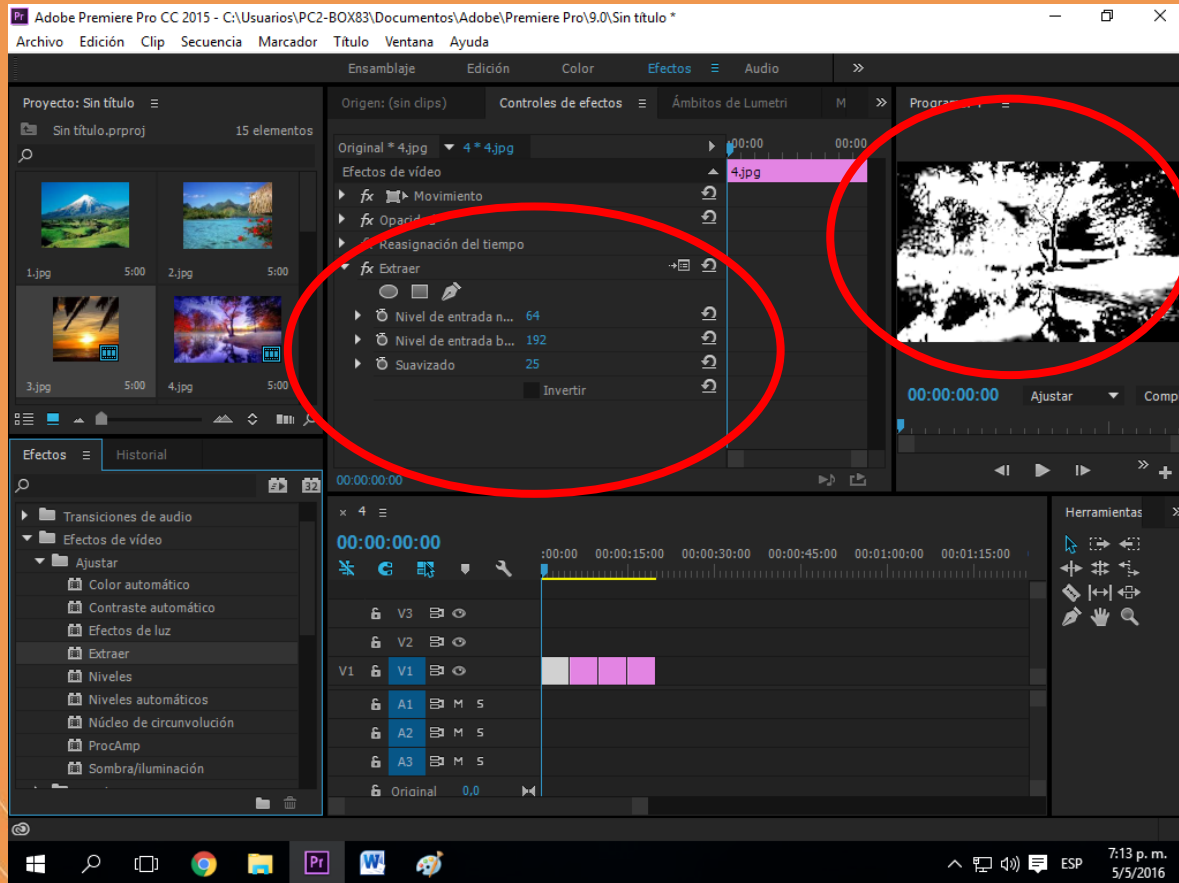 Pr Adobe Premiere Pro CC 2015 - C:\Usuarios\PC2-BOX83\Documentos\Adobe\Premiere Pro\9.0\Sin título *
Archivo Edición Clip Secuencia Marcador Título Ventana Ayuda
Ensamblaje Edición Color Efectos Audio
Proyecto: Sin título
Sin título.prproj 15 elementos
1.jpg 5:00 2.jpg 5:00
3.jpg 5:00 4.jpg 5:00
Origen: (sin clips) Controles de efectos Ámbitos de Lumetri M
Original * 4.jpg 4 * 4.jpg
:00:00 00:00
Efectos de vídeo
4.jpg
fx Movimiento
fx
fx Reasignación del tiempo
fx Extraer
Nivel de entrada n... 64
Nivel de entrada b... 192
Suavizado 25
Invertir
00:00:00:00
00:00:00:00 Ajustar Comp
Efectos Historial
32
Transiciones de audio
Efectos de vídeo
Ajustar
Color automático
Contraste automático
Efectos de luz
Extraer
Niveles
Niveles automáticos
Núcleo de circunvolución
ProcAmp
Sombra/iluminación
× 4
00:00:00:00
:00:00 00:00:15:00 00:00:30:00 00:00:45:00 00:01:00:00 00:01:15:00
V3
V2
V1 V1
A1 M S
A2 M S
A3 M S
Original 0,0
Herramientas
Pr
W
ESP
7:13 p. m.
5/5/2016